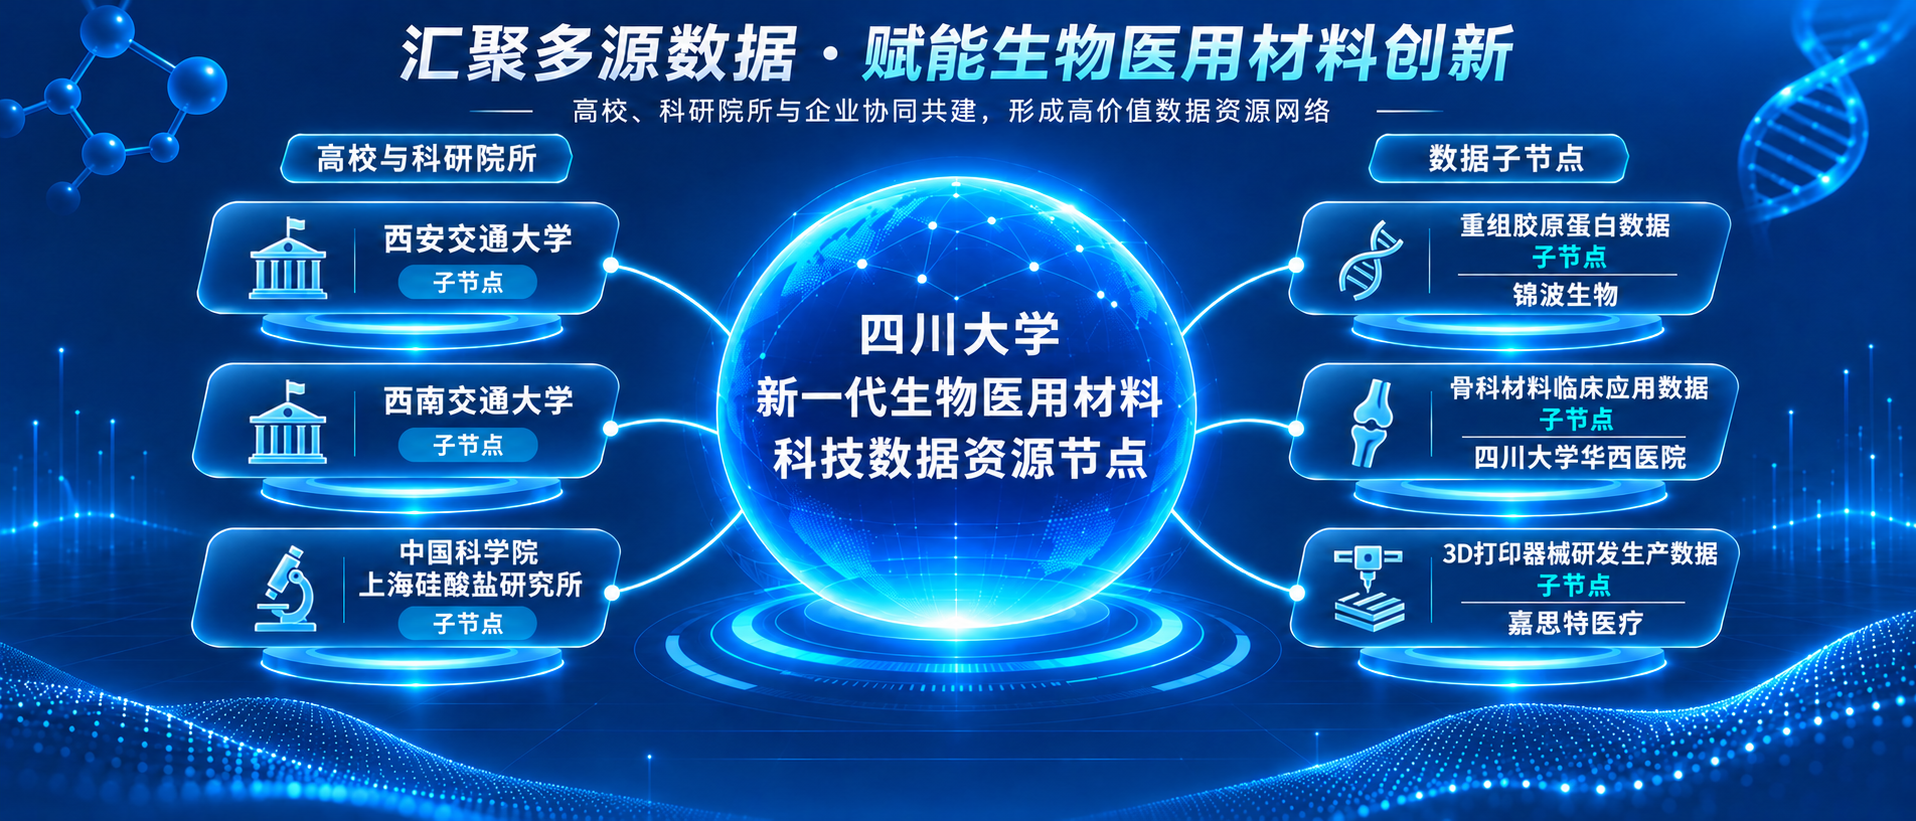 汇聚多源数据·赋能生物医用材料创新
高校、科研院所与企业协同共建，形成高价值数据资源网络
高校与科研院所
西安交通大学
子节点
西南交通大学
子节点
中国科学院
上海硅酸盐研究所
子节点
四川大学
新一代生物医用材料
科技数据资源节点
数据子节点
重组胶原蛋白数据
子节点
锦波生物
骨科材料临床应用数据
子节点
四川大学华西医院
3D打印器械研发生产数据
子节点
嘉思特医疗